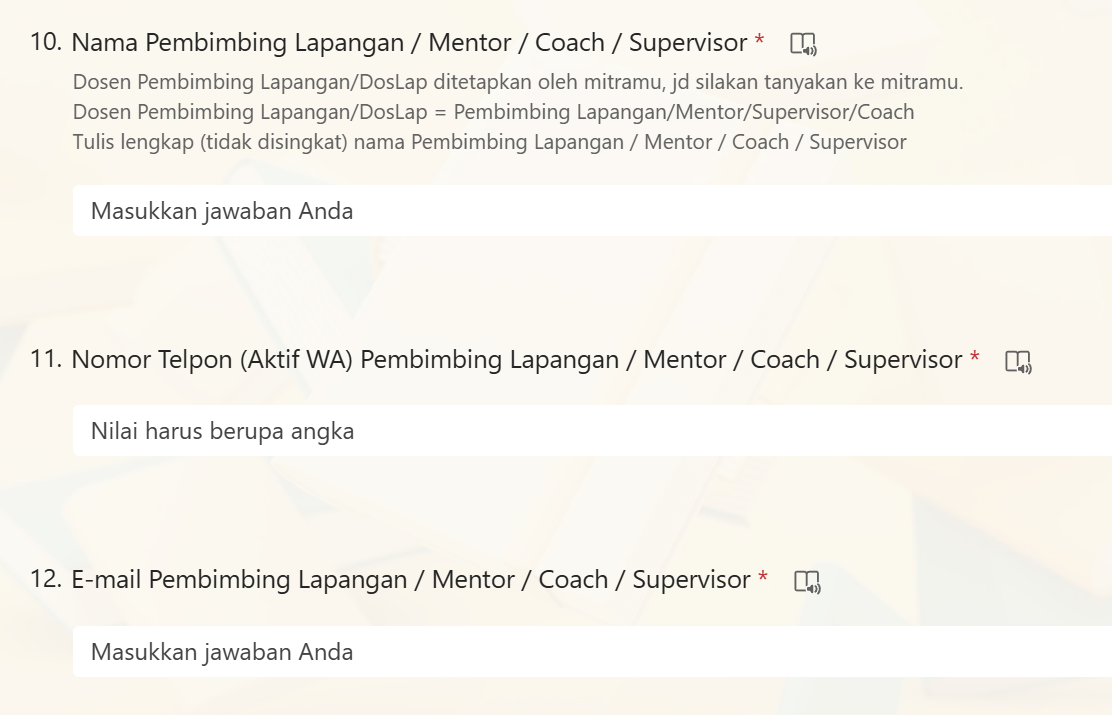 10. Nama Pembimbing Lapangan / Mentor / Coach / Supervisor *
Dosen Pembimbing Lapangan/DosLap ditetapkan oleh mitramu, jd silakan tanyakan ke mitramu.
Dosen Pembimbing Lapangan/DosLap = Pembimbing Lapangan/Mentor/Supervisor/Coach
Tulis lengkap (tidak disingkat) nama Pembimbing Lapangan / Mentor / Coach / Supervisor
Masukkan jawaban Anda
11. Nomor Telpon (Aktif WA) Pembimbing Lapangan / Mentor / Coach / Supervisor *
Nilai harus berupa angka
12. E-mail Pembimbing Lapangan / Mentor / Coach / Supervisor *
Masukkan jawaban Anda